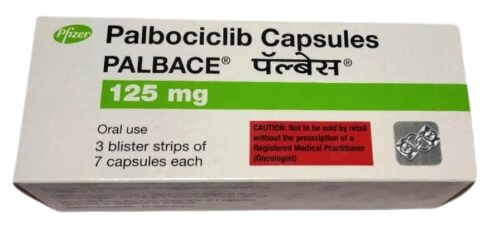 Pfizer
Palbociclib Capsules
PALBACE® पॅल्बेस®
125 mg
Oral use
3 blister strips of
7 capsules each
CAUTION: Not to be sold by retail
without the prescription of a
Registered Medical Practitioner
(Oncologist)